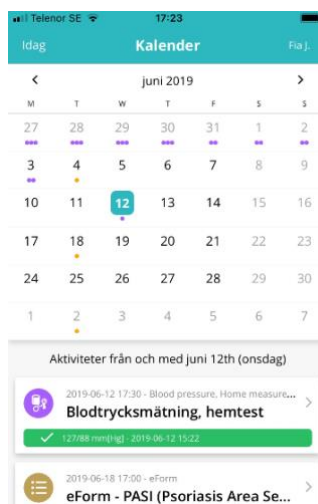 Telenor SE 17:23
Idag Kalender Fia J.
juni 2019
M T W T F S S
27 28 29 30 31 1 2
3 4 5 6 7 8 9
10 11 12 13 14 15 16
17 18 19 20 21 22 23
24 25 26 27 28 29 30
1 2 3 4 5 6 7
Aktiviteter från och med juni 12th (onsdag)
2019-06-12 17:30 - Blood pressure, Home measure...
Blodtrycksmätning, hemtest
127/88 mm[Hg] - 2019-06-12 15:22
2019-06-18 17:00 - eForm
eForm - PASI (Psoriasis Area Se...